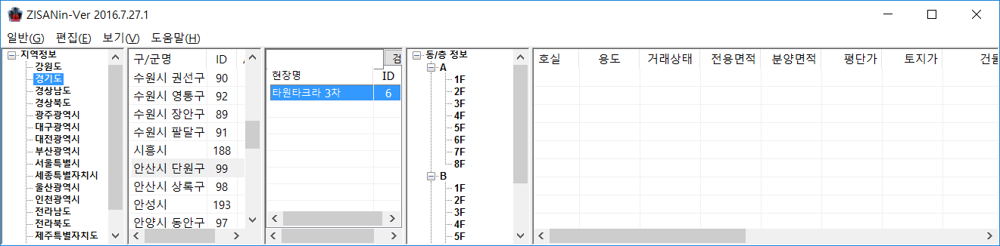 ZISANin-Ver 2016.7.27.1
일반(G) 편집(E) 보기(V) 도움말(H)
지역정보
강원도
경기도
경상남도
경상북도
광주광역시
대구광역시
대전광역시
부산광역시
서울특별시
세종특별자치시
울산광역시
인천광역시
전라남도
전라북도
제주특별자치도
구/군명 ID
수원시 권선구 90
수원시 영통구 92
수원시 장안구 89
수원시 팔달구 91
시흥시 188
안산시 단원구 99
안산시 상록구 98
안성시 193
안양시 동안구 97
검
현장명 ID
타원타크라 3차 6
동/층 정보
A
1F
2F
3F
4F
5F
6F
7F
8F
B
1F
2F
3F
4F
5F
호실 용도 거래상태 전용면적 분양면적 평단가 토지가 건물